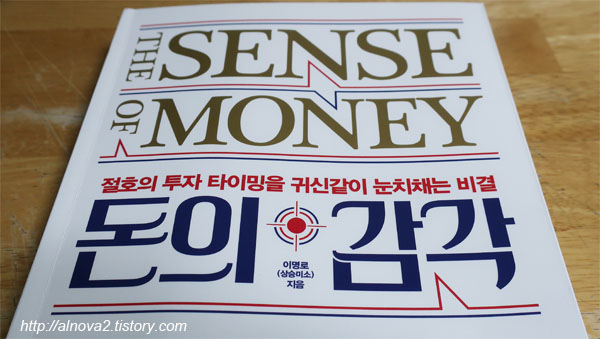 THE SENSE
OF MONEY
절호의 투자 타이밍을 귀신같이 눈치채는 비결
돈의 감각
이명로
(상승미소)
지음
http://alnova2.tistory.com